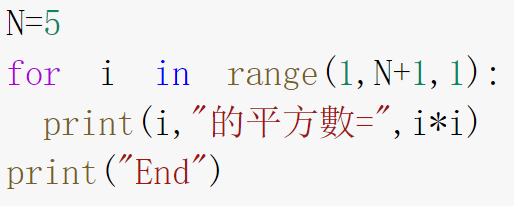 N=5
for i in range(1,N+1,1):
  print(i,"的平方數=",i*i)
print("End")